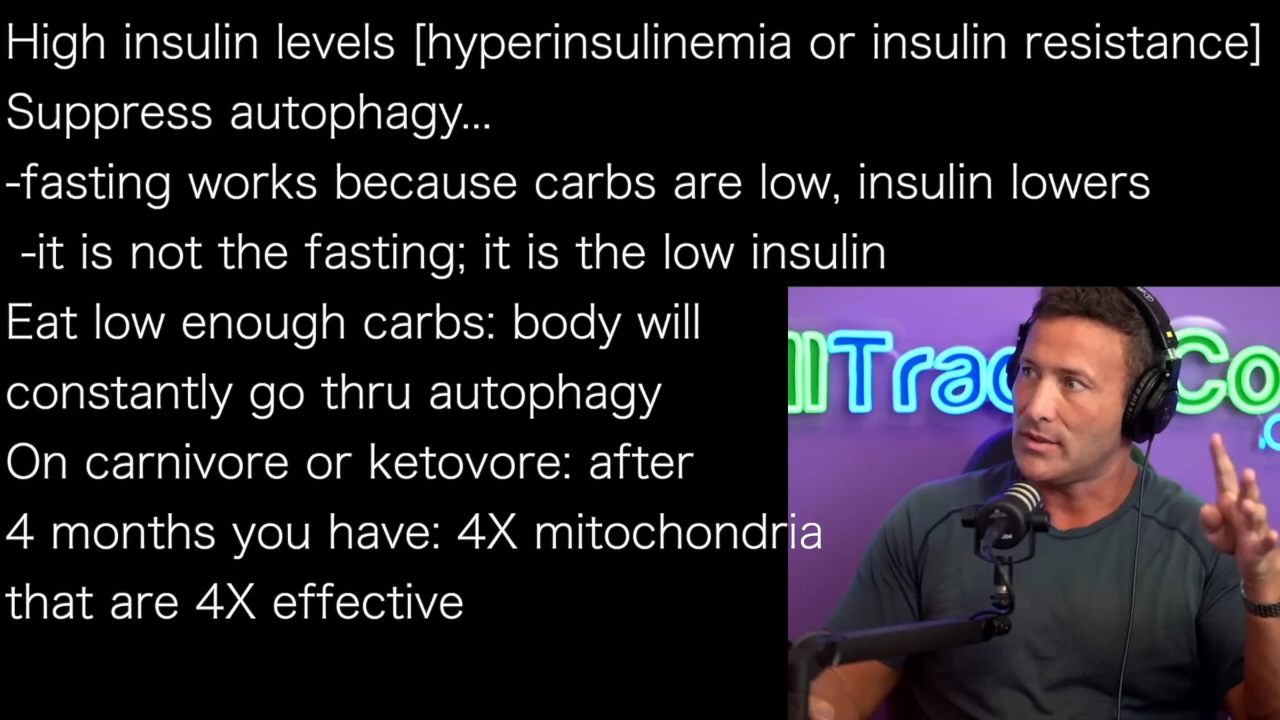 High insulin levels [hyperinsulinemia or insulin resistance]
Suppress autophagy...
-fasting works because carbs are low, insulin lowers
-it is not the fasting; it is the low insulin
Eat low enough carbs: body will
constantly go thru autophagy
On carnivore or ketovore: after
4 months you have: 4X mitochondria
that are 4X effective